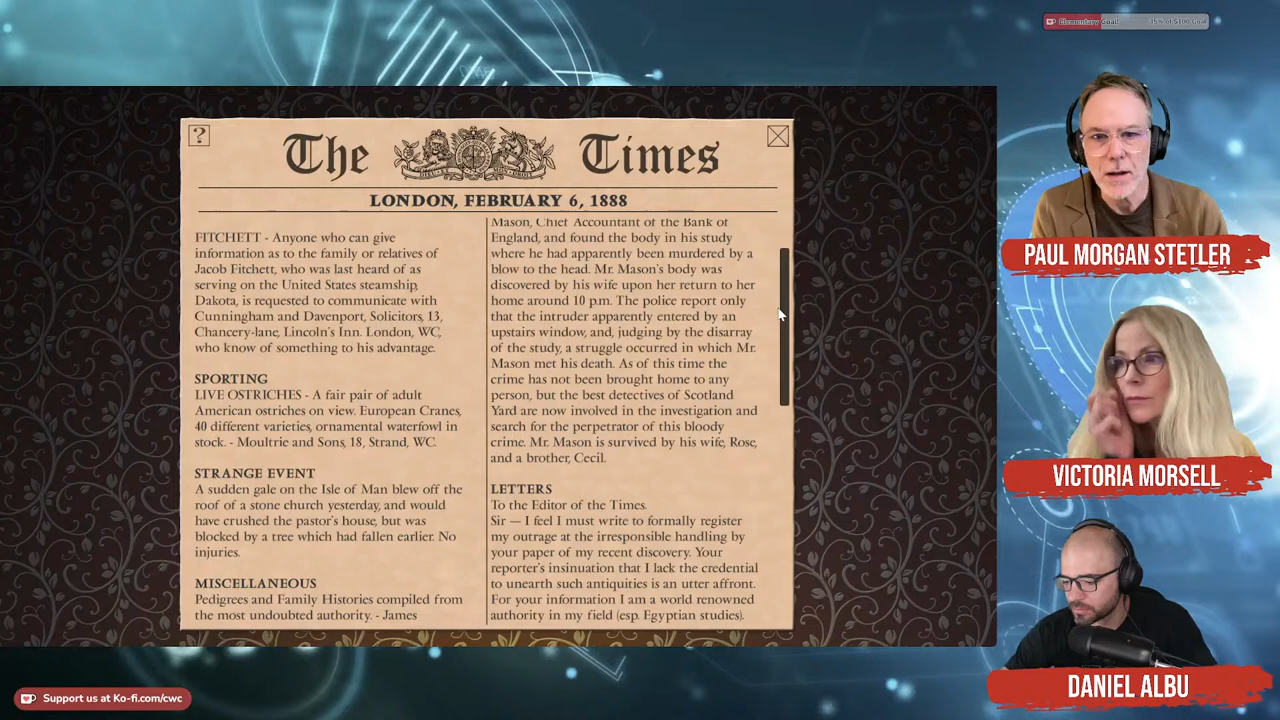 Elementary Goal!
35% of $100 Goal
?
The Times
LONDON, FEBRUARY 6, 1888
FITCHETT - Anyone who can give
information as to the family or relatives of
Jacob Fitchett, who was last heard of as
serving on the United States steamship,
Dakota, is requested to communicate with
Cunningham and Davenport, Solicitors, 13,
Chancery-lane, Lincoln's Inn. London, WC,
who know of something to his advantage.
SPORTING
LIVE OSTRICHES - A fair pair of adult
American ostriches on view. European Cranes,
40 different varieties, ornamental waterfowl in
stock. - Moultrie and Sons, 18, Strand, WC.
STRANGE EVENT
A sudden gale on the Isle of Man blew off the
roof of a stone church yesterday, and would
have crushed the pastor's house, but was
blocked by a tree which had fallen earlier. No
injuries.
MISCELLANEOUS
Pedigrees and Family Histories compiled from
the most undoubted authority. - James
Mason, Chief Accountant of the Bank of
England, and found the body in his study
where he had apparently been murdered by a
blow to the head. Mr. Mason's body was
discovered by his wife upon her return to her
home around 10 p.m. The police report only
that the intruder apparently entered by an
upstairs window, and, judging by the disarray
of the study, a struggle occurred in which Mr.
Mason met his death. As of this time the
crime has not been brought home to any
person, but the best detectives of Scotland
Yard are now involved in the investigation and
search for the perpetrator of this bloody
crime. Mr. Mason is survived by his wife, Rose,
and a brother, Cecil.
LETTERS
To the Editor of the Times.
Sir — I feel I must write to formally register
my outrage at the irresponsible handling by
your paper of my recent discovery. Your
reporter's insinuation that I lack the credential
to unearth such antiquities is an utter affront.
For your information I am a world renowned
authority in my field (esp. Egyptian studies).
PAUL MORGAN STETLER
VICTORIA MORSELL
DANIEL ALBU
Support us at Ko-fi.com/cwc